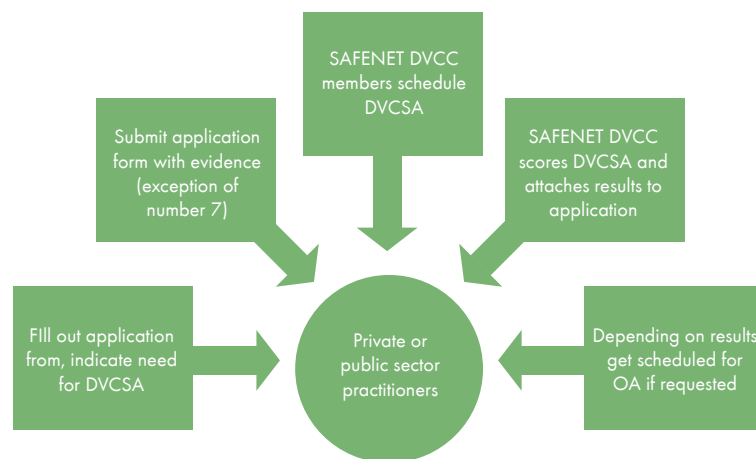 FIll out application
from, indicate need
for DVCSA
Submit application
form with evidence
(exception of
number 7)
SAFENET DVCC
members schedule
DVCSA
SAFENET DVCC
scores DVCSA and
attaches results to
application
Depending on results
get scheduled for
OA if requested
Private or
public sector
practitioners